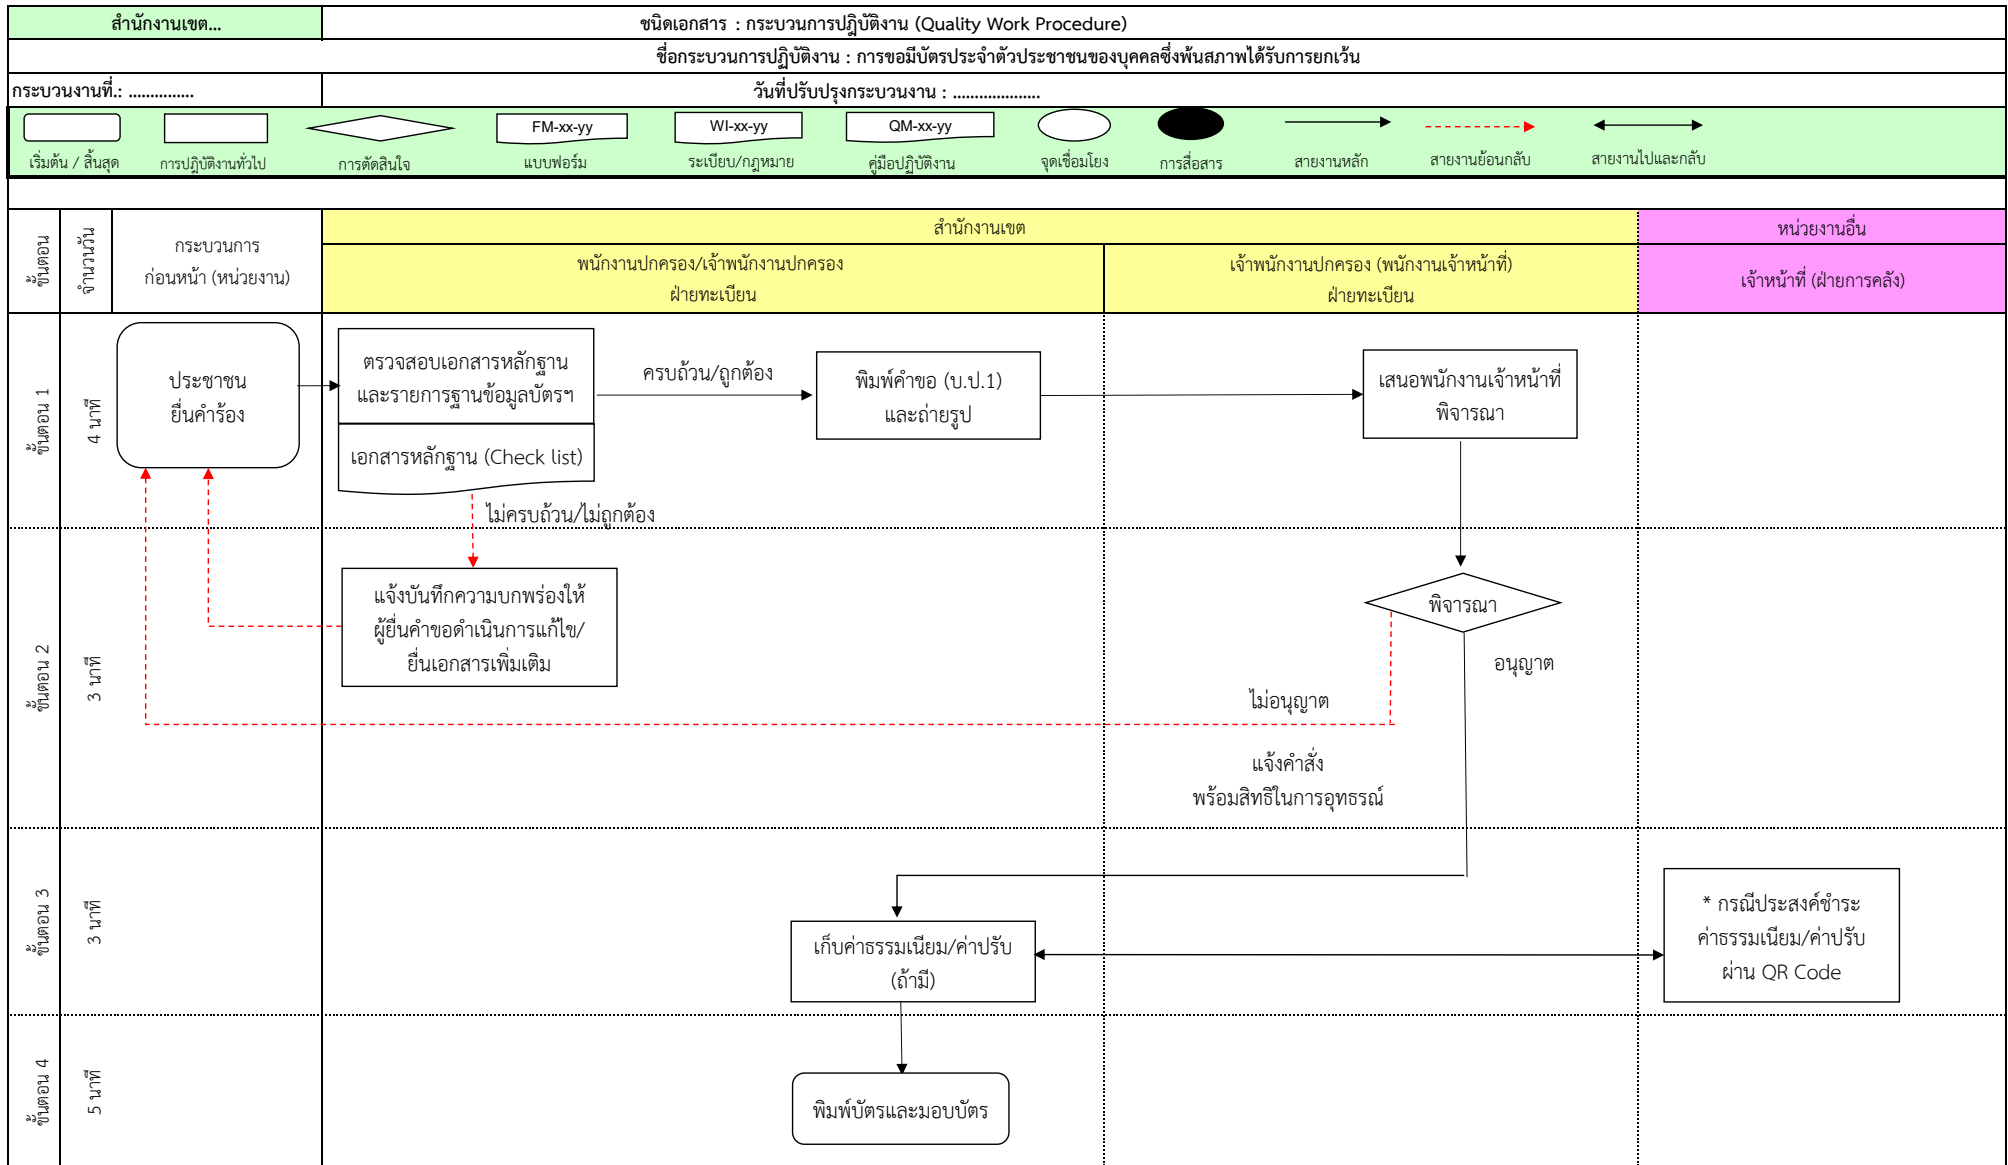 สำนักงานเขต...
ชนิดเอกสาร : กระบวนการปฏิบัติงาน (Quality Work Procedure)
ชื่อกระบวนการปฏิบัติงาน : การขอมีบัตรประจำตัวประชาชนของบุคคลซึ่งพ้นสภาพได้รับการยกเว้น
กระบวนงานที่.: ...............
วันที่ปรับปรุงกระบวนงาน : ....................
FM-xx-yy
WI-xx-yy
QM-xx-yy
เริ่มต้น / สิ้นสุด
การปฏิบัติงานทั่วไป
การตัดสินใจ
แบบฟอร์ม
ระเบียบ/กฎหมาย
คู่มือปฏิบัติงาน
จุดเชื่อมโยง
การสื่อสาร
สายงานหลัก
สายงานย้อนกลับ
สายงานไปและกลับ
ขั้นตอน
จำนวนวัน
กระบวนการ
ก่อนหน้า (หน่วยงาน)
สำนักงานเขต
หน่วยงานอื่น
พนักงานปกครอง/เจ้าพนักงานปกครอง
ฝ่ายทะเบียน
เจ้าพนักงานปกครอง (พนักงานเจ้าหน้าที่)
ฝ่ายทะเบียน
เจ้าหน้าที่ (ฝ่ายการคลัง)
ขั้นตอน 1
4 นาที
ประชาชน
ยื่นคำร้อง
ตรวจสอบเอกสารหลักฐาน
และรายการฐานข้อมูลบัตรฯ
เอกสารหลักฐาน (Check list)
ครบถ้วน/ถูกต้อง
พิมพ์คำขอ (บ.ป.1)
และถ่ายรูป
เสนอพนักงานเจ้าหน้าที่
พิจารณา
ไม่ครบถ้วน/ไม่ถูกต้อง
ขั้นตอน 2
3 นาที
แจ้งบันทึกความบกพร่องให้
ผู้ยื่นคำขอดำเนินการแก้ไข/
ยื่นเอกสารเพิ่มเติม
พิจารณา
อนุญาต
ไม่อนุญาต
แจ้งคำสั่ง
พร้อมสิทธิในการอุทธรณ์
ขั้นตอน 3
3 นาที
เก็บค่าธรรมเนียม/ค่าปรับ
(ถ้ามี)
* กรณีประสงค์ชำระ
ค่าธรรมเนียม/ค่าปรับ
ผ่าน QR Code
ขั้นตอน 4
5 นาที
พิมพ์บัตรและมอบบัตร